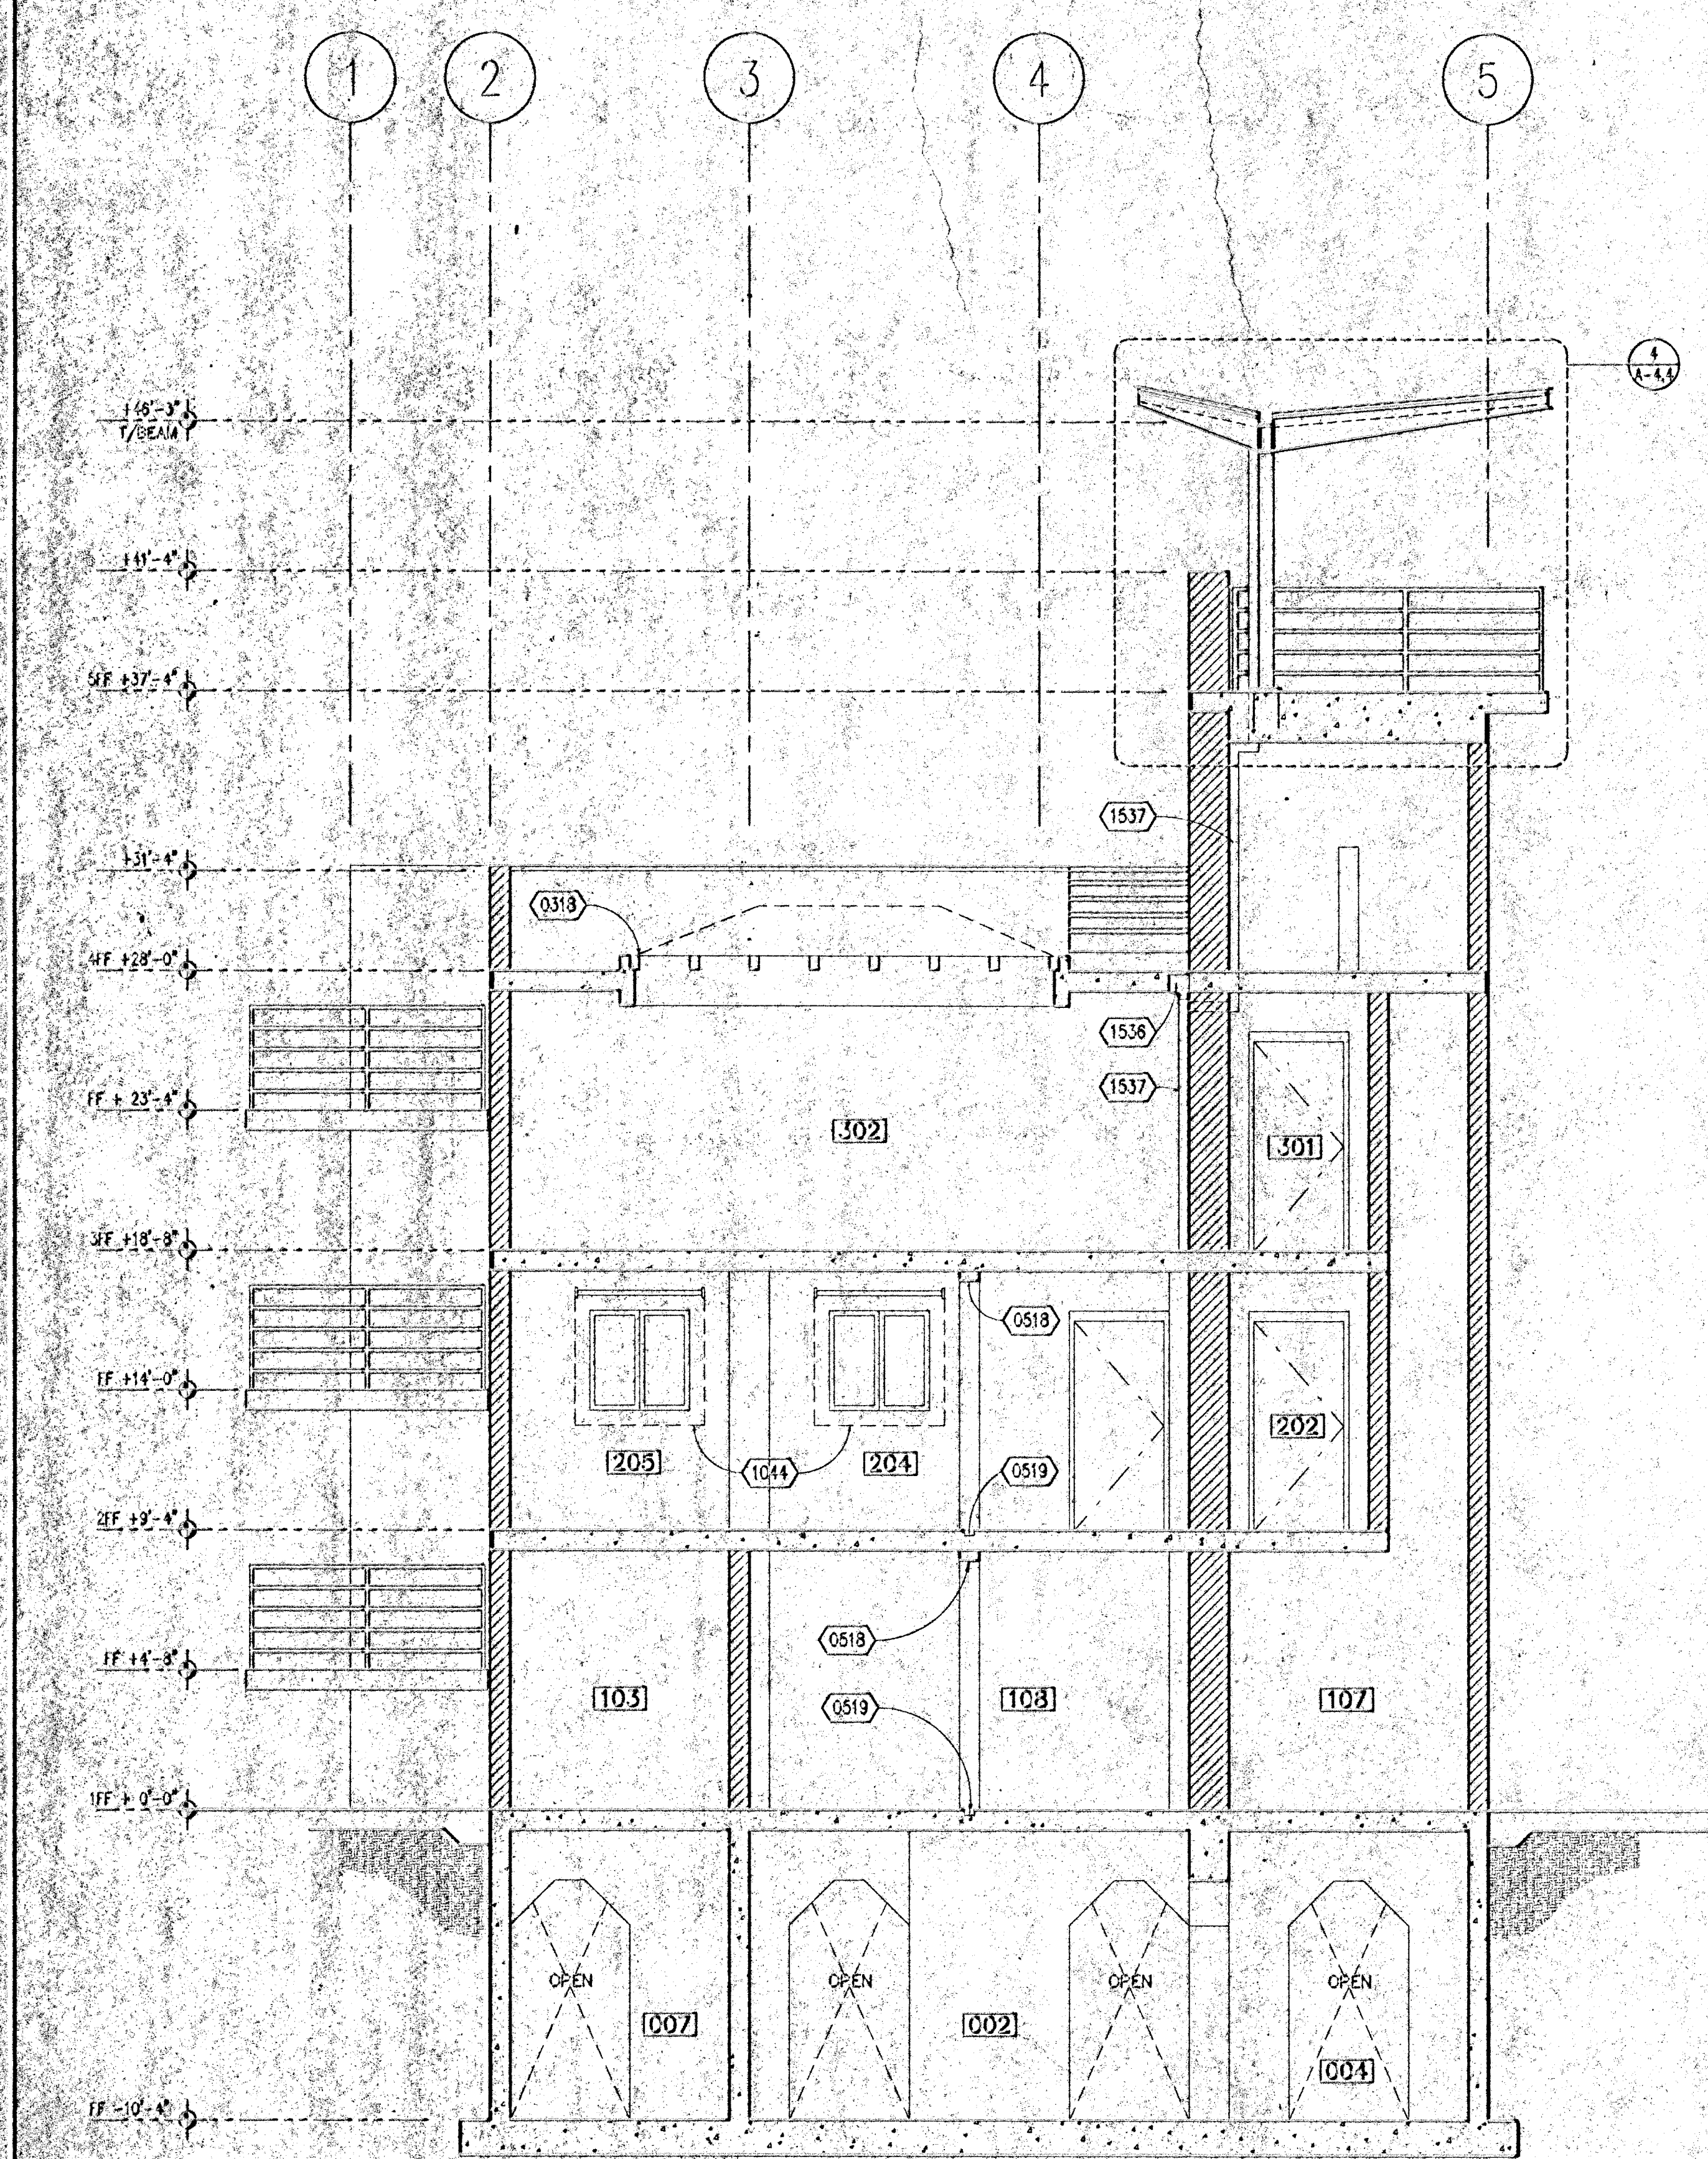 1
2
3
4
5
4
A-4.4
+46'-3"
T/BEAM
+41'-4"
5FF +37'-4"
1537
+31'-4"
0318
4FF +28'-0"
1536
1537
FF + 23'-4"
302
301
3FF +18'-8"
0518
FF +14'-0"
202
205
1044
204
0519
2FF +9'-4"
0518
FF +4'-8"
103
0519
108
107
1FF + 0'-0"
OPEN
OPEN
OPEN
OPEN
007
002
004
FF -10'-4"